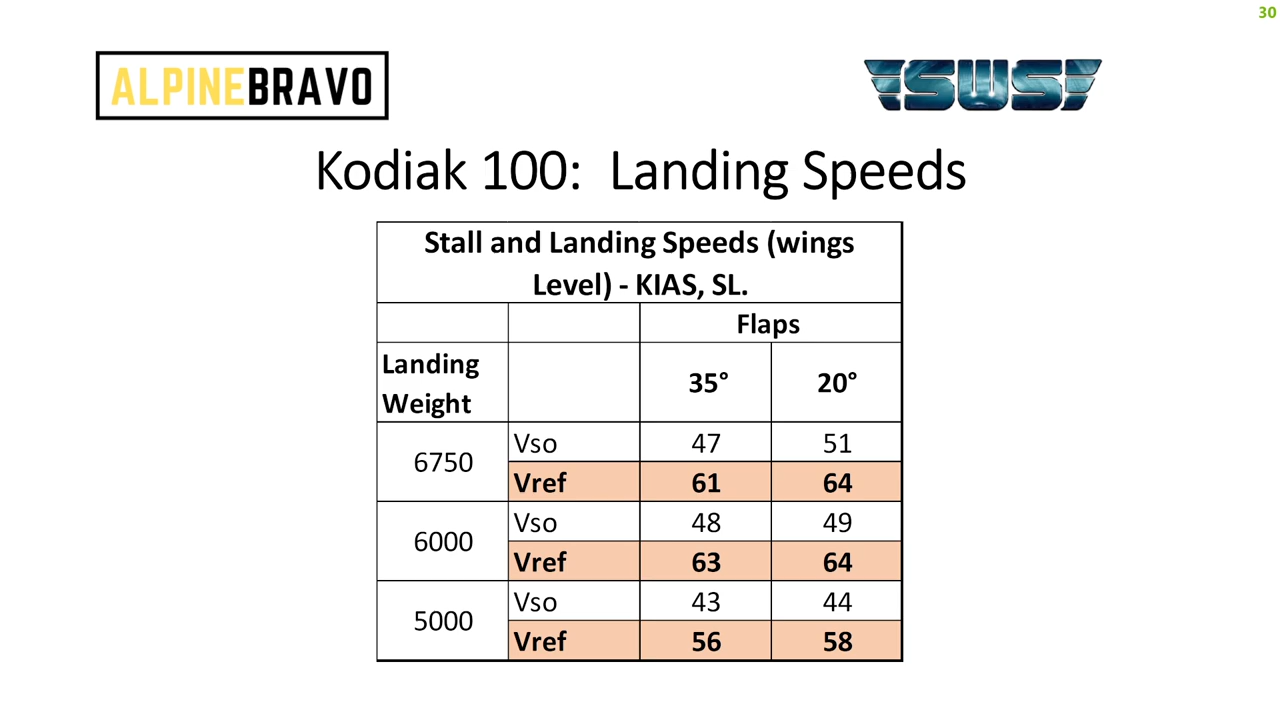 30
ALPINEBRAVO
SWS
Kodiak 100: Landing Speeds
Stall and Landing Speeds (wings
Level) - KIAS, SL.
Flaps
Landing
Weight
35° 20°
6750
Vso 47 51
Vref 61 64
6000
Vso 48 49
Vref 63 64
5000
Vso 43 44
Vref 56 58